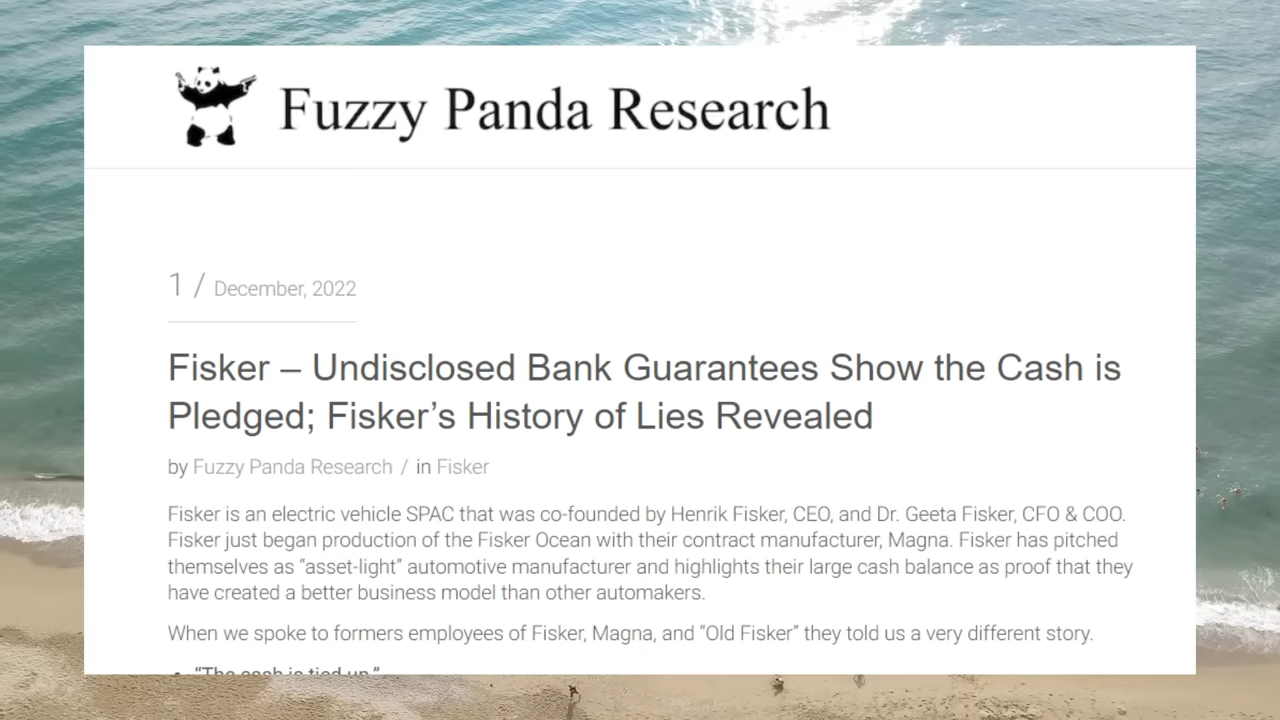 Fuzzy Panda Research
1 / December, 2022
Fisker – Undisclosed Bank Guarantees Show the Cash is
Pledged; Fisker’s History of Lies Revealed
by Fuzzy Panda Research / in Fisker
Fisker is an electric vehicle SPAC that was co-founded by Henrik Fisker, CEO, and Dr. Geeta Fisker, CFO & COO.
Fisker just began production of the Fisker Ocean with their contract manufacturer, Magna. Fisker has pitched
themselves as “asset-light” automotive manufacturer and highlights their large cash balance as proof that they
have created a better business model than other automakers.
When we spoke to formers employees of Fisker, Magna, and “Old Fisker” they told us a very different story.
• “The cash is tied up.”